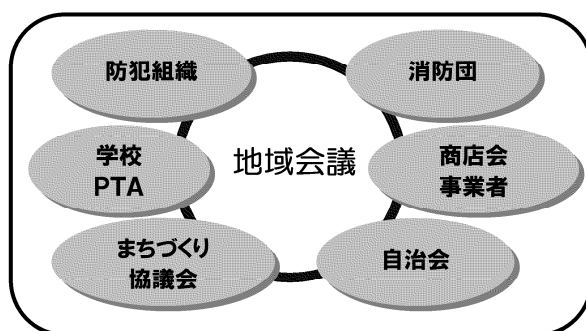 防犯組織
消防団
学校
PTA
地域会議
商店会
事業者
まちづくり
協議会
自治会